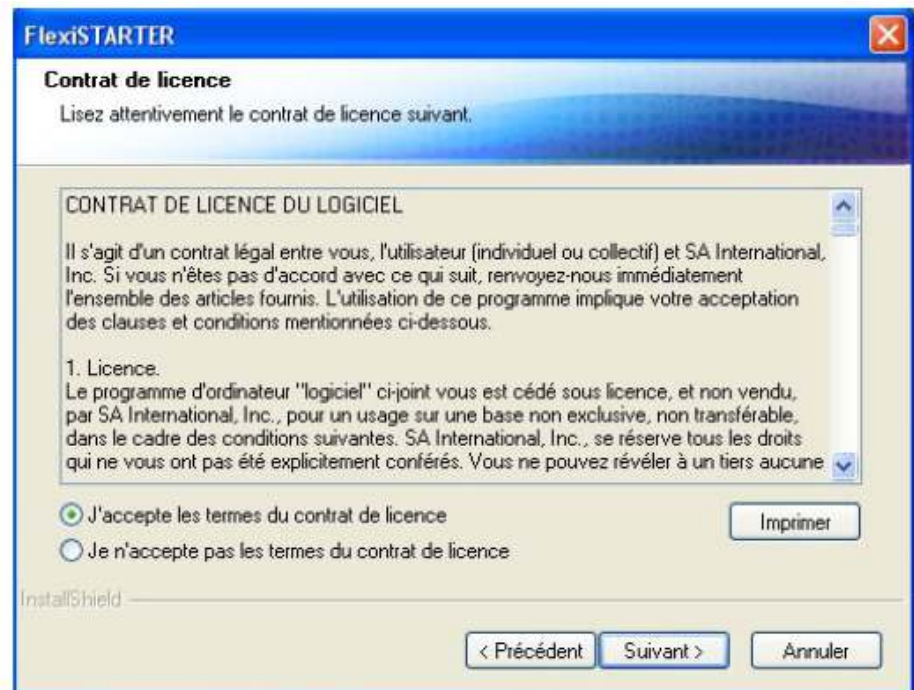 FlexiSTARTER
Contrat de licence
Lisez attentivement le contrat de licence suivant.
CONTRAT DE LICENCE DU LOGICIEL
Il s'agit d'un contrat légal entre vous, l'utilisateur (individuel ou collectif) et SA International,
Inc. Si vous n'êtes pas d'accord avec ce qui suit, renvoyez-nous immédiatement
l'ensemble des articles fournis. L'utilisation de ce programme implique votre acceptation
des clauses et conditions mentionnées ci-dessous.
1. Licence.
Le programme d'ordinateur "logiciel" ci-joint vous est cédé sous licence, et non vendu,
par SA International, Inc., pour un usage sur une base non exclusive, non transférable,
dans le cadre des conditions suivantes. SA International, Inc., se réserve tous les droits
qui ne vous ont pas été explicitement conférés. Vous ne pouvez révéler à un tiers aucune
J'accepte les termes du contrat de licence
Imprimer
Je n'accepte pas les termes du contrat de licence
InstallShield
< Précédent
Suivant >
Annuler